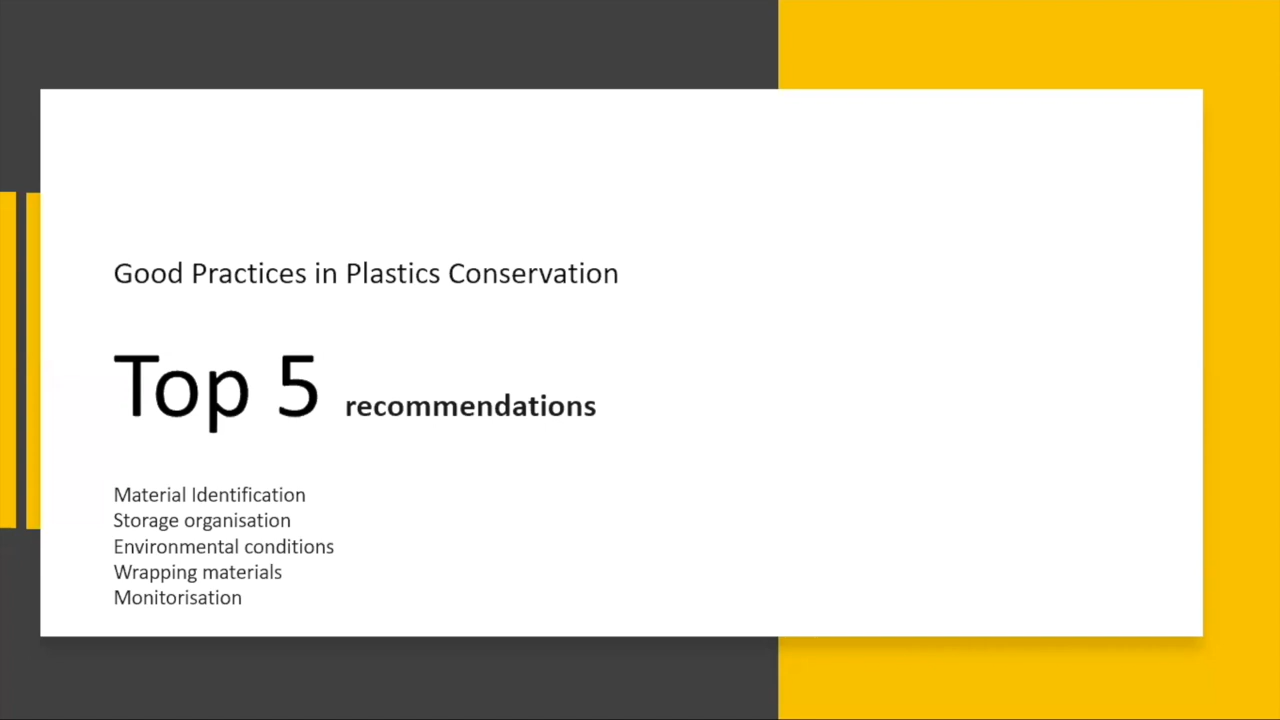 Good Practices in Plastics Conservation
Top 5 recommendations
Material Identification
Storage organisation
Environmental conditions
Wrapping materials
Monitorisation